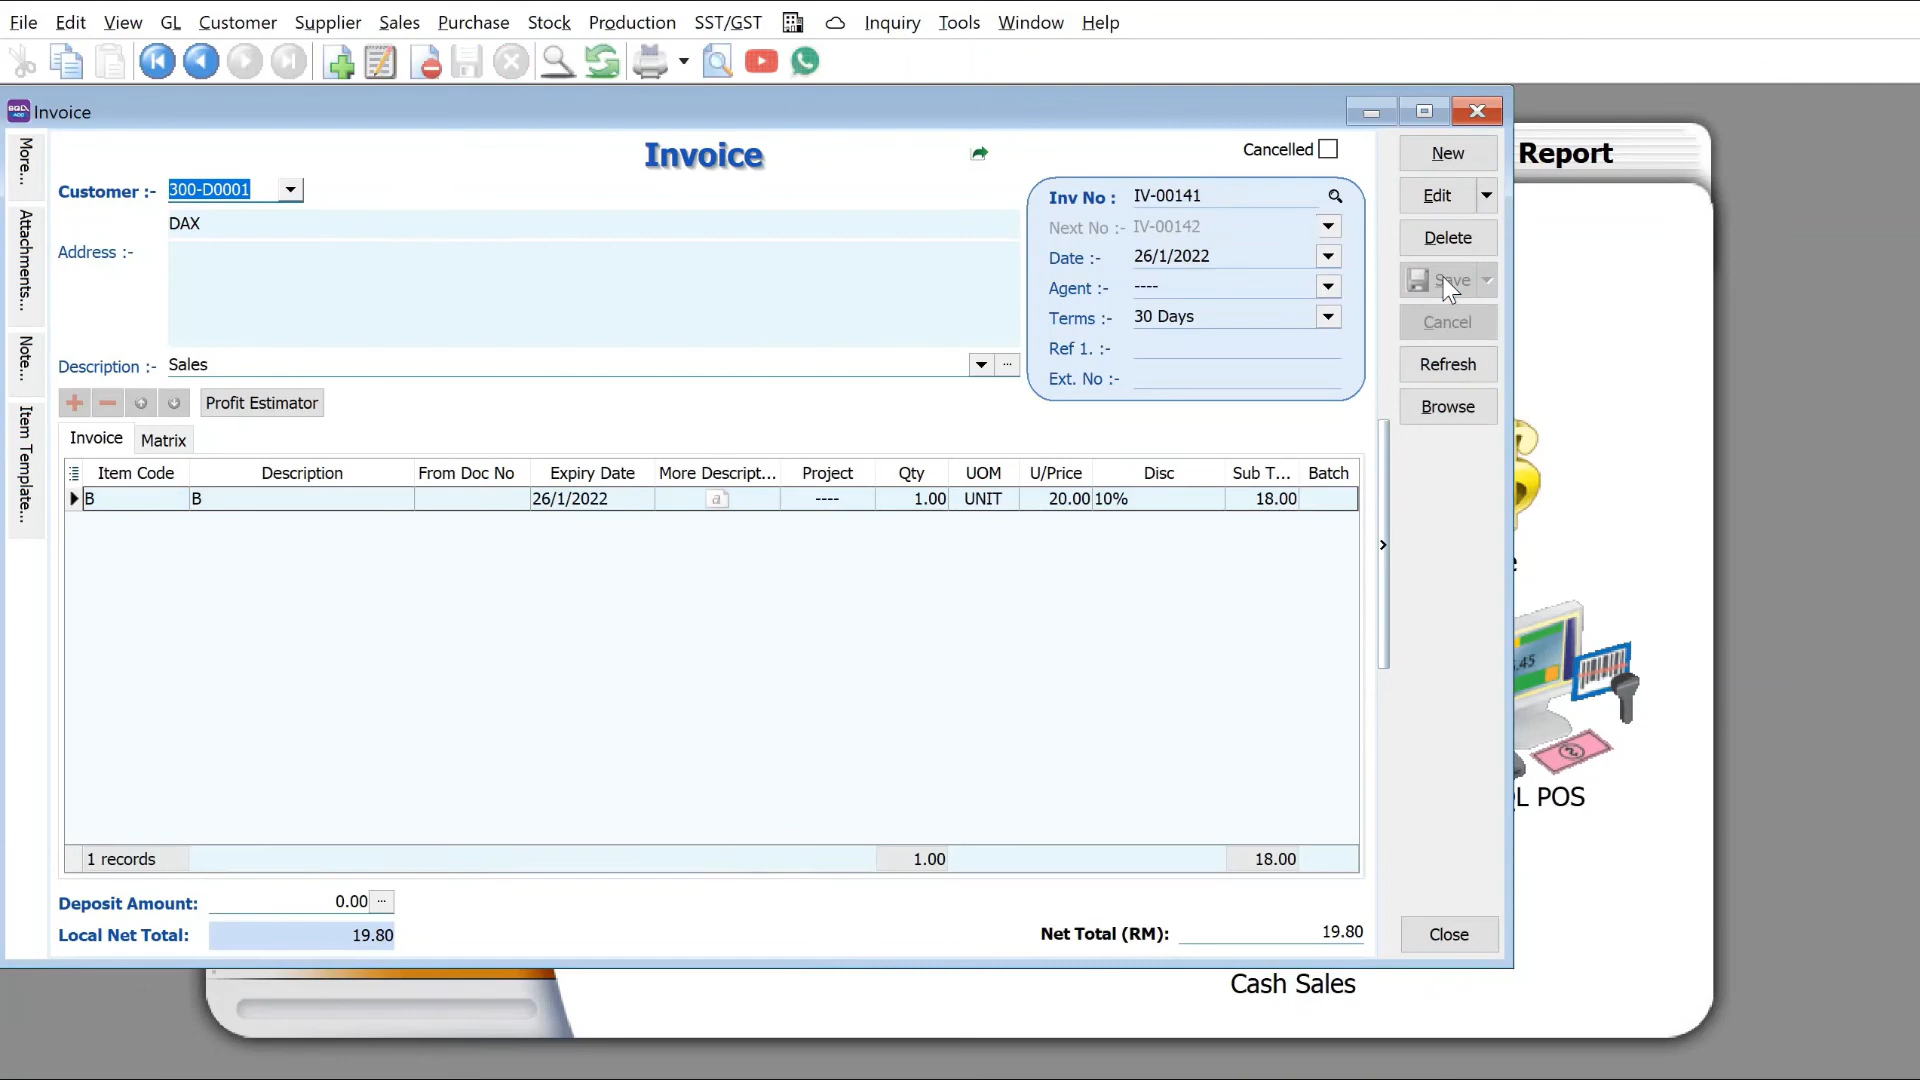 File Edit View GL Customer Supplier Sales Purchase Stock Production SST/GST Inquiry Tools Window Help
Invoice
Report
Invoice
Cancelled
New
Customer :- 300-D0001
Inv No : IV-00141
Edit
DAX
Next No :- IV-00142
Delete
Address :-
Date :- 26/1/2022
Agent :- ----
Save
Terms :- 30 Days
Cancel
Ref 1. :-
Description :- Sales
Refresh
Ext. No :-
Profit Estimator
Browse
More...
Attachments...
Note...
Item Template...
Invoice Matrix
Item Code Description From Doc No Expiry Date More Descript... Project Qty UOM U/Price Disc Sub T... Batch
B B 26/1/2022 a ---- 1.00 UNIT 20.00 10% 18.00
1 records 1.00 18.00
Deposit Amount: 0.00 ...
Local Net Total: 19.80
Net Total (RM): 19.80
Close
QL POS
Cash Sales